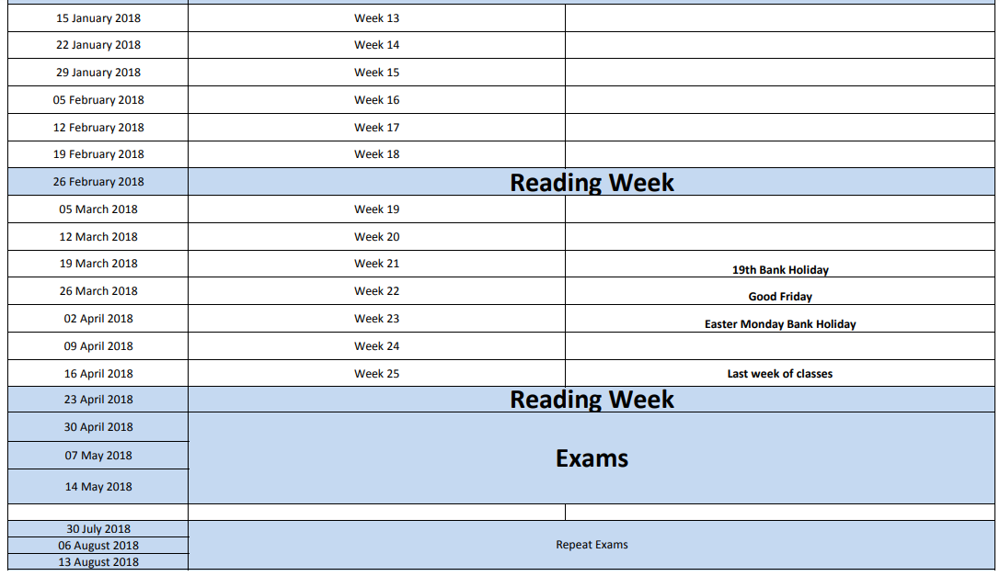 15 January 2018 Week 13
22 January 2018 Week 14
29 January 2018 Week 15
05 February 2018 Week 16
12 February 2018 Week 17
19 February 2018 Week 18
26 February 2018 Reading Week
05 March 2018 Week 19
12 March 2018 Week 20
19 March 2018 Week 21 19th Bank Holiday
26 March 2018 Week 22 Good Friday
02 April 2018 Week 23 Easter Monday Bank Holiday
09 April 2018 Week 24
16 April 2018 Week 25 Last week of classes
23 April 2018 Reading Week
30 April 2018
07 May 2018 Exams
14 May 2018
30 July 2018
06 August 2018 Repeat Exams
13 August 2018